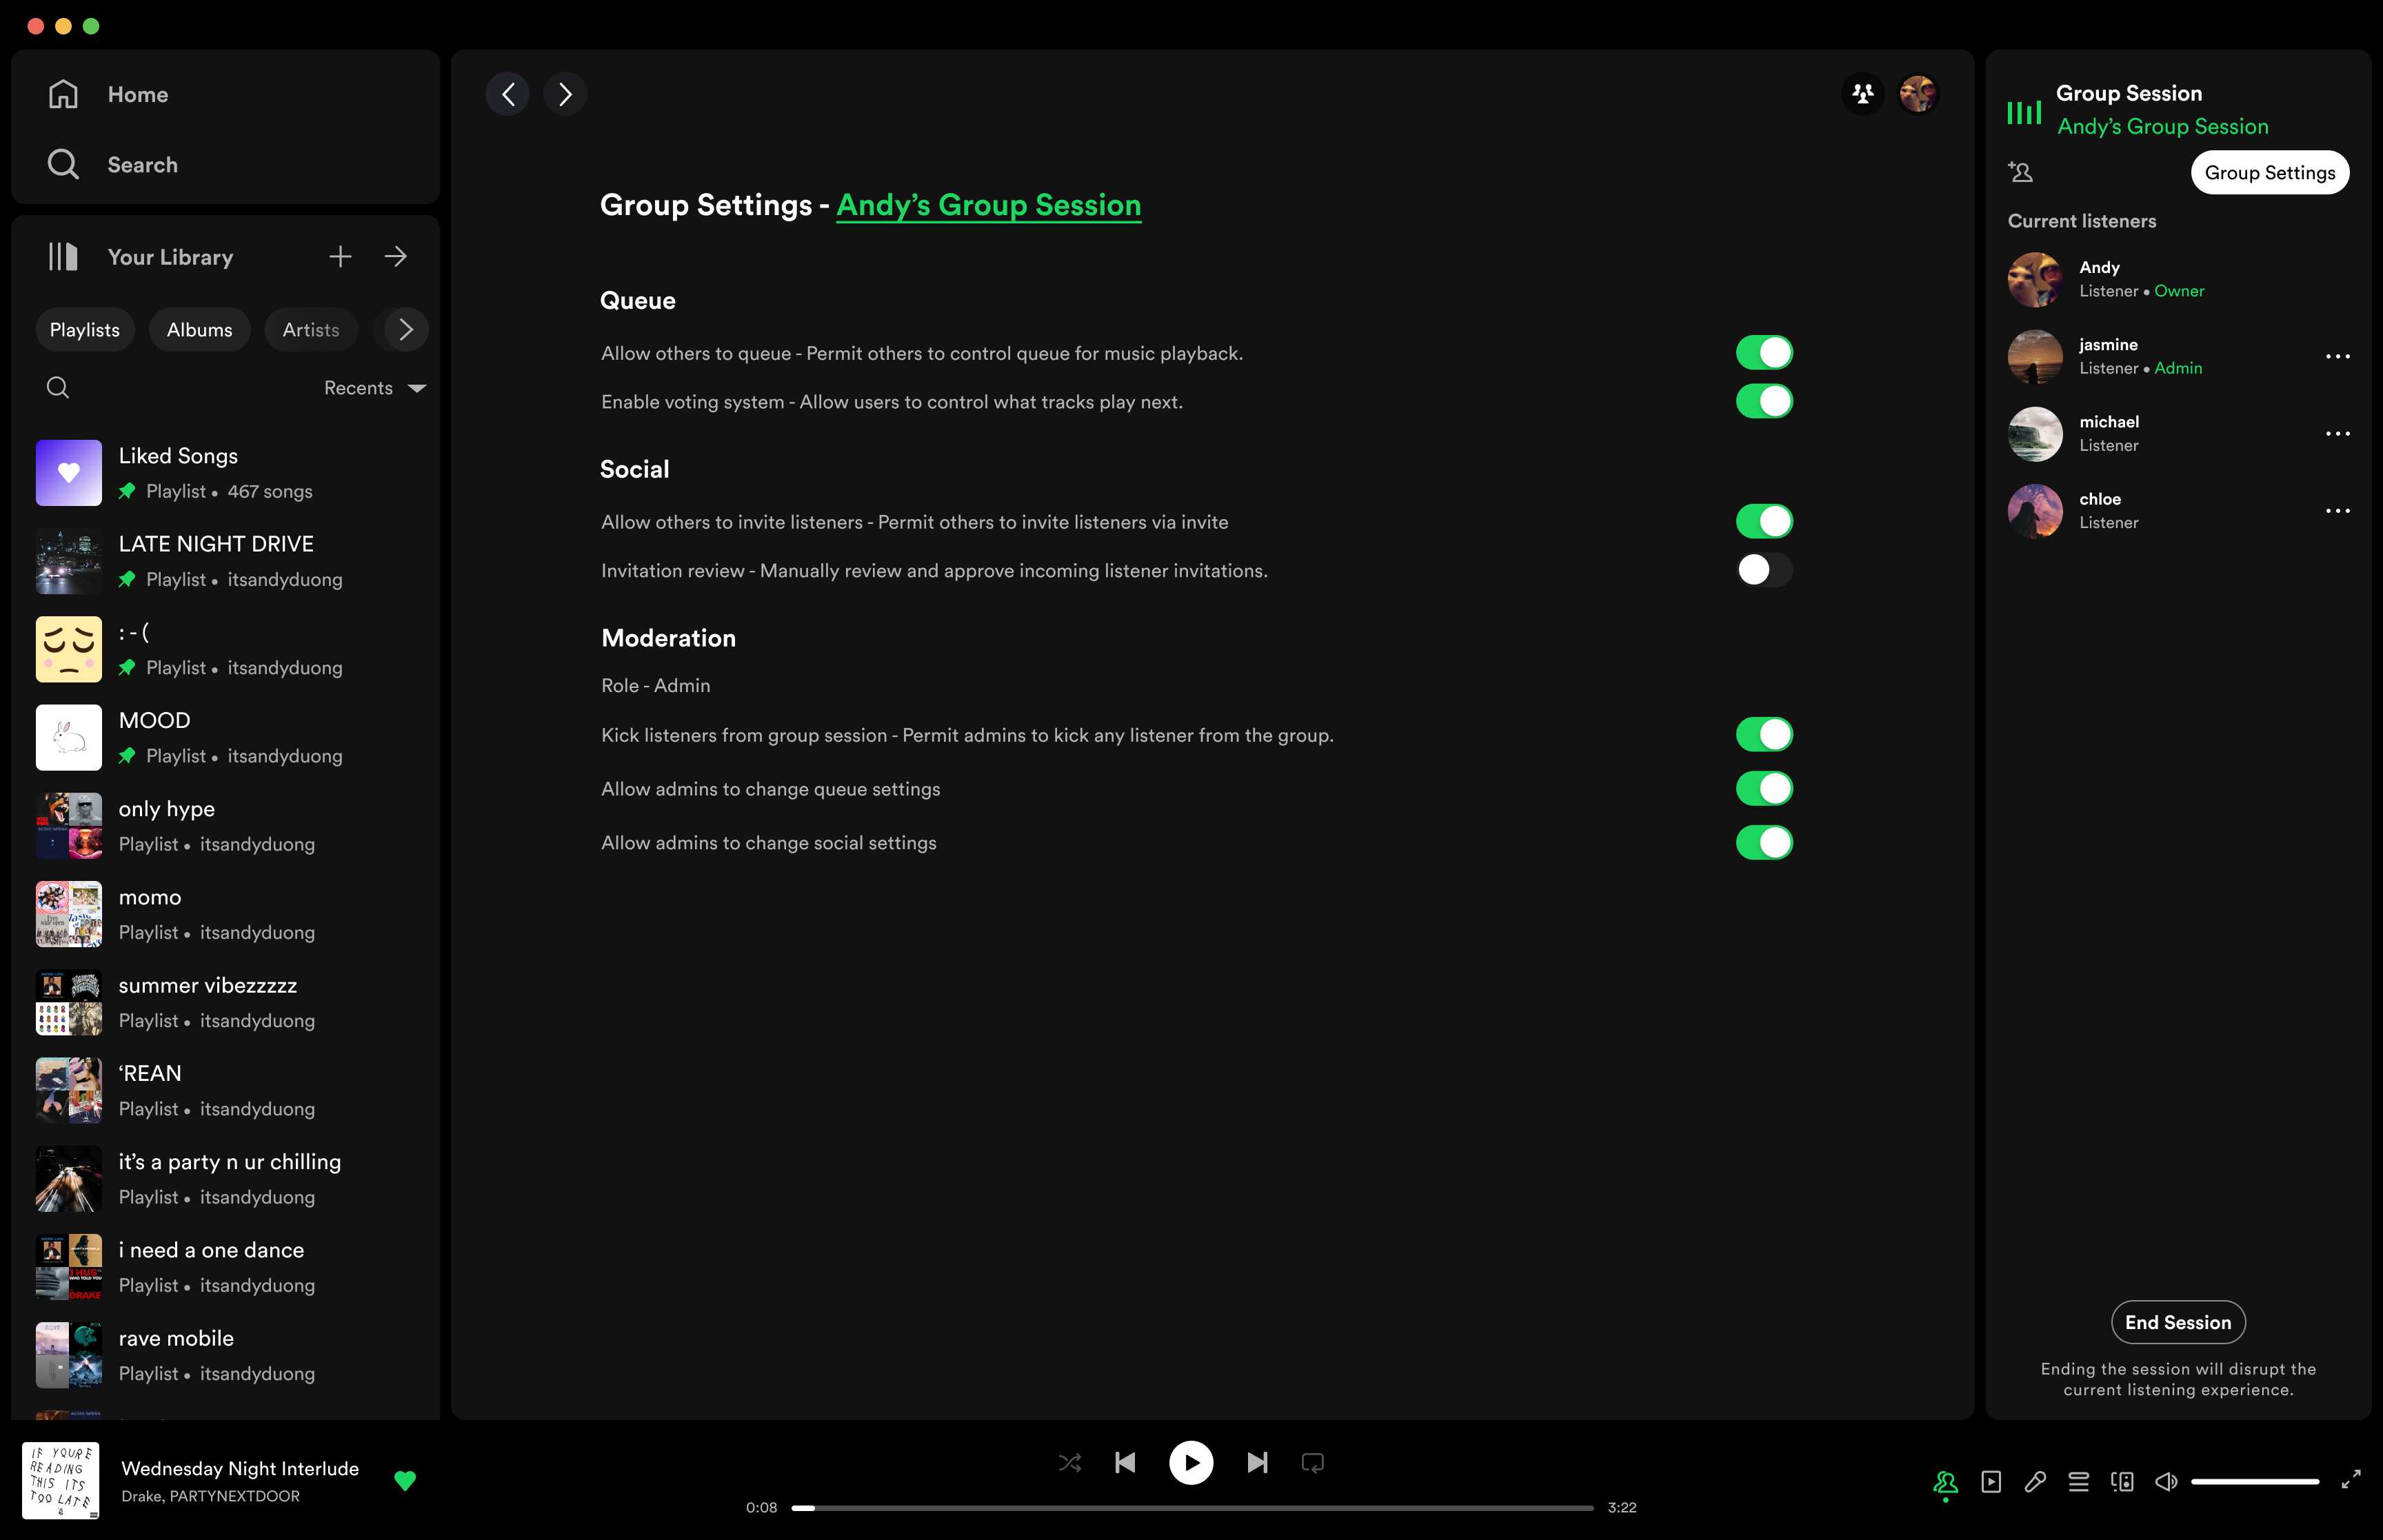 Home
Search
Your Library
Playlists
Albums
Artists
Recents
Liked Songs
Playlist • 467 songs
LATE NIGHT DRIVE
Playlist • itsandyduong
:-(
Playlist • itsandyduong
MOOD
Playlist • itsandyduong
only hype
Playlist • itsandyduong
momo
Playlist • itsandyduong
summer vibezzzzz
Playlist • itsandyduong
‘REAN
Playlist • itsandyduong
it’s a party n ur chilling
Playlist • itsandyduong
i need a one dance
Playlist • itsandyduong
rave mobile
Playlist • itsandyduong
Group Settings - Andy’s Group Session
Queue
Allow others to queue - Permit others to control queue for music playback.
Enable voting system - Allow users to control what tracks play next.
Social
Allow others to invite listeners - Permit others to invite listeners via invite
Invitation review - Manually review and approve incoming listener invitations.
Moderation
Role - Admin
Kick listeners from group session - Permit admins to kick any listener from the group.
Allow admins to change queue settings
Allow admins to change social settings
Group Session
Andy’s Group Session
Group Settings
Current listeners
Andy
Listener • Owner
jasmine
Listener • Admin
michael
Listener
chloe
Listener
End Session
Ending the session will disrupt the
current listening experience.
IF YOURE
READING
THIS ITS
TOO LATE
Wednesday Night Interlude
Drake, PARTYNEXTDOOR
0:08
3:22